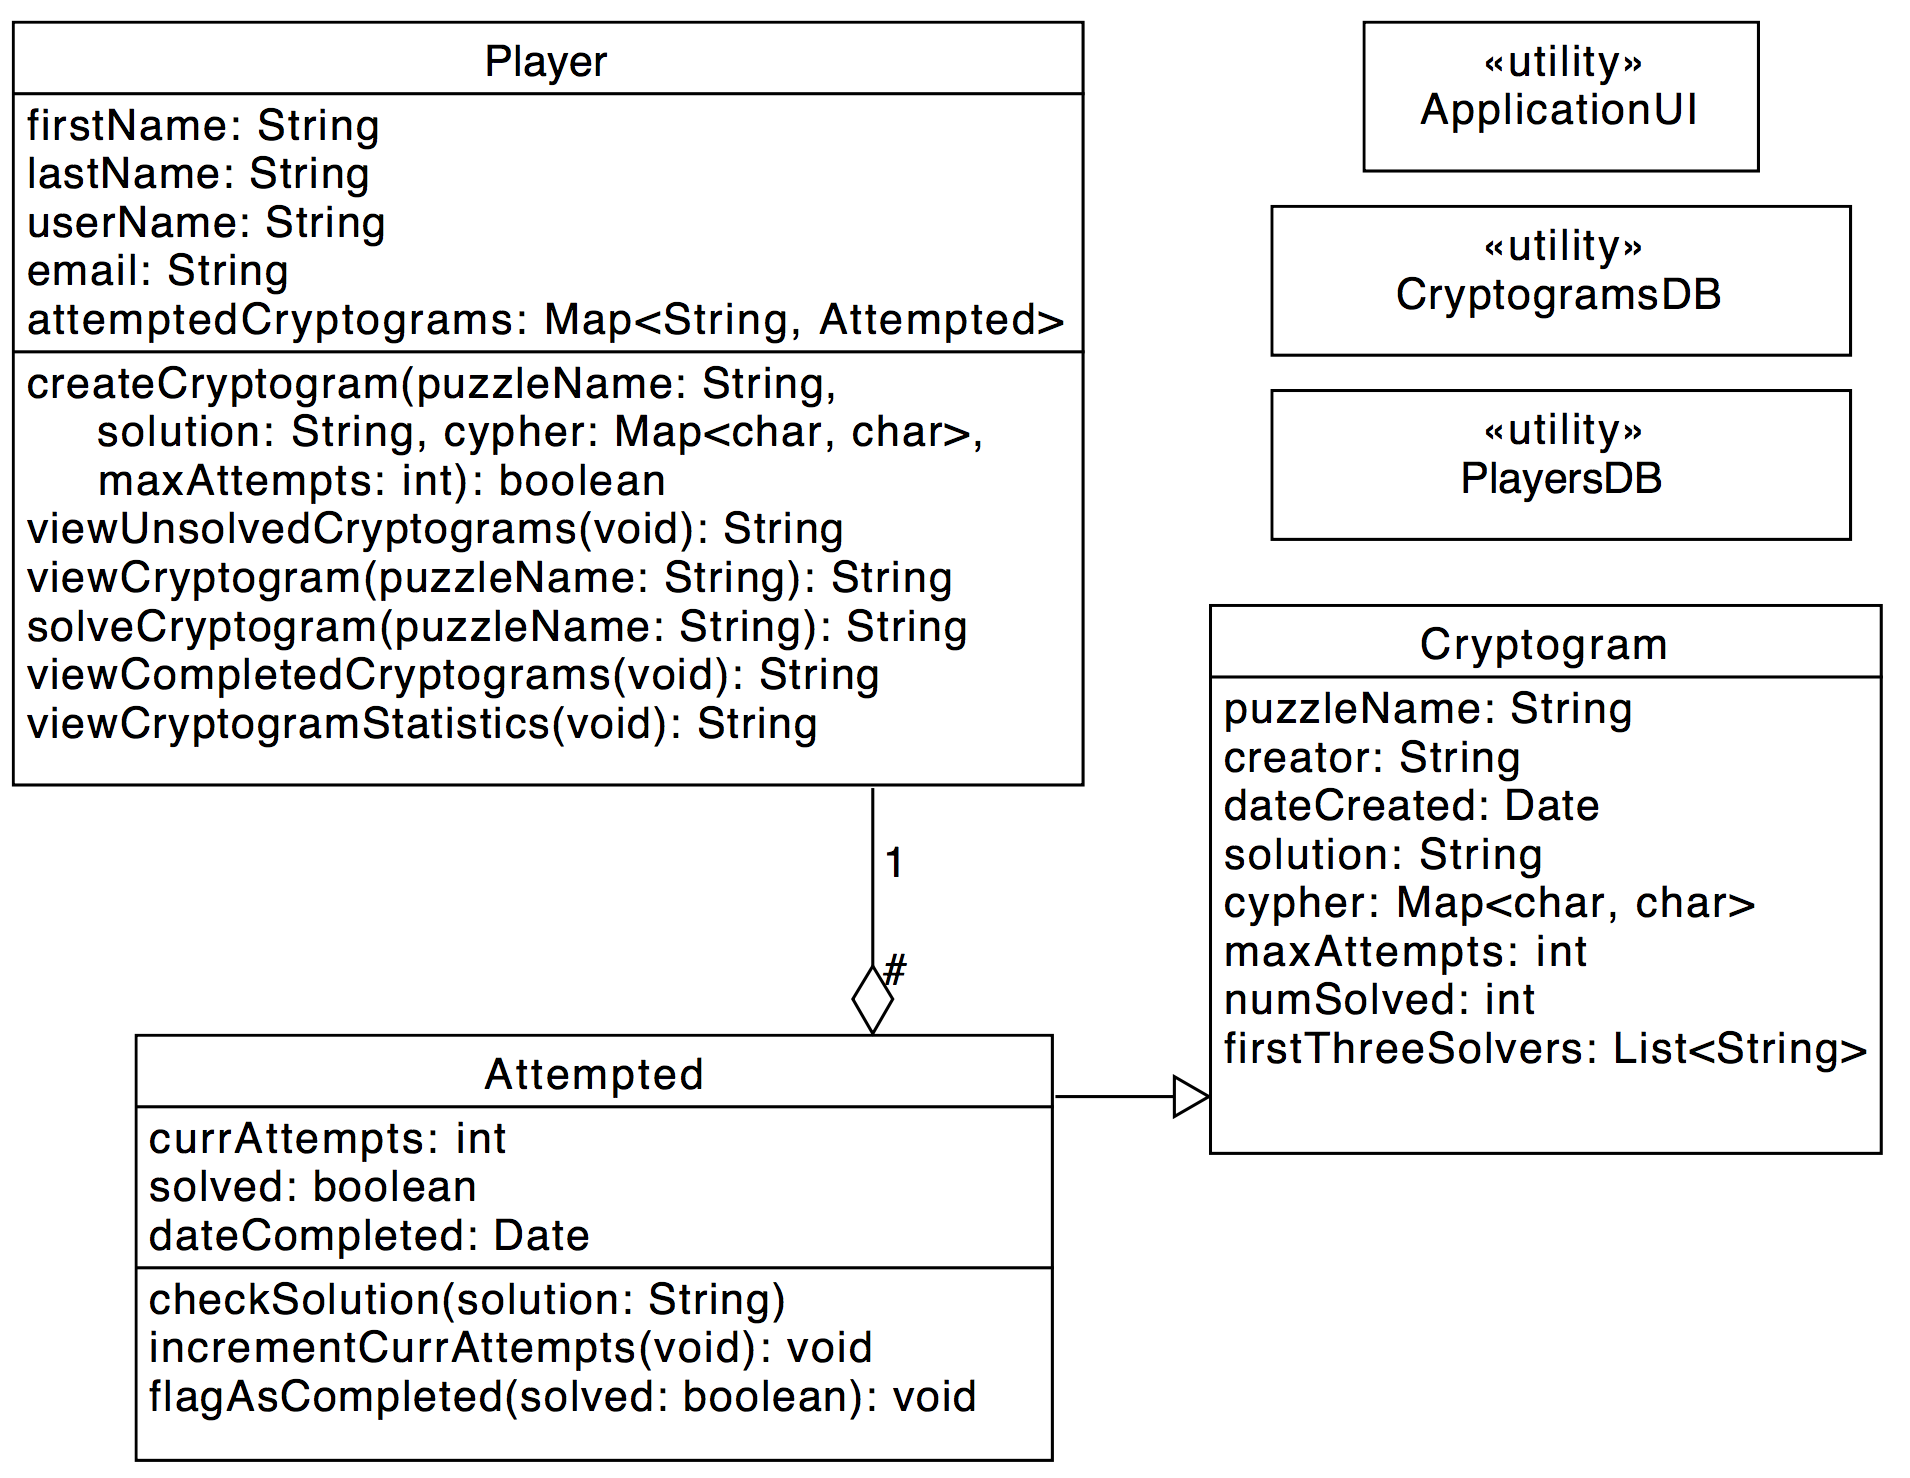 Player
firstName: String
lastName: String
userName: String
email: String
attemptedCryptograms: Map<String, Attempted>
createCryptogram(puzzleName: String,
solution: String, cypher: Map<char, char>,
maxAttempts: int): boolean
viewUnsolvedCryptograms(void): String
viewCryptogram(puzzleName: String): String
solveCryptogram(puzzleName: String): String
viewCompletedCryptograms(void): String
viewCryptogramStatistics(void): String
«utility»
ApplicationUI
«utility»
CryptogramsDB
«utility»
PlayersDB
Cryptogram
puzzleName: String
creator: String
dateCreated: Date
solution: String
cypher: Map<char, char>
maxAttempts: int
numSolved: int
firstThreeSolvers: List<String>
1
#
Attempted
currAttempts: int
solved: boolean
dateCompleted: Date
checkSolution(solution: String)
incrementCurrAttempts(void): void
flagAsCompleted(solved: boolean): void